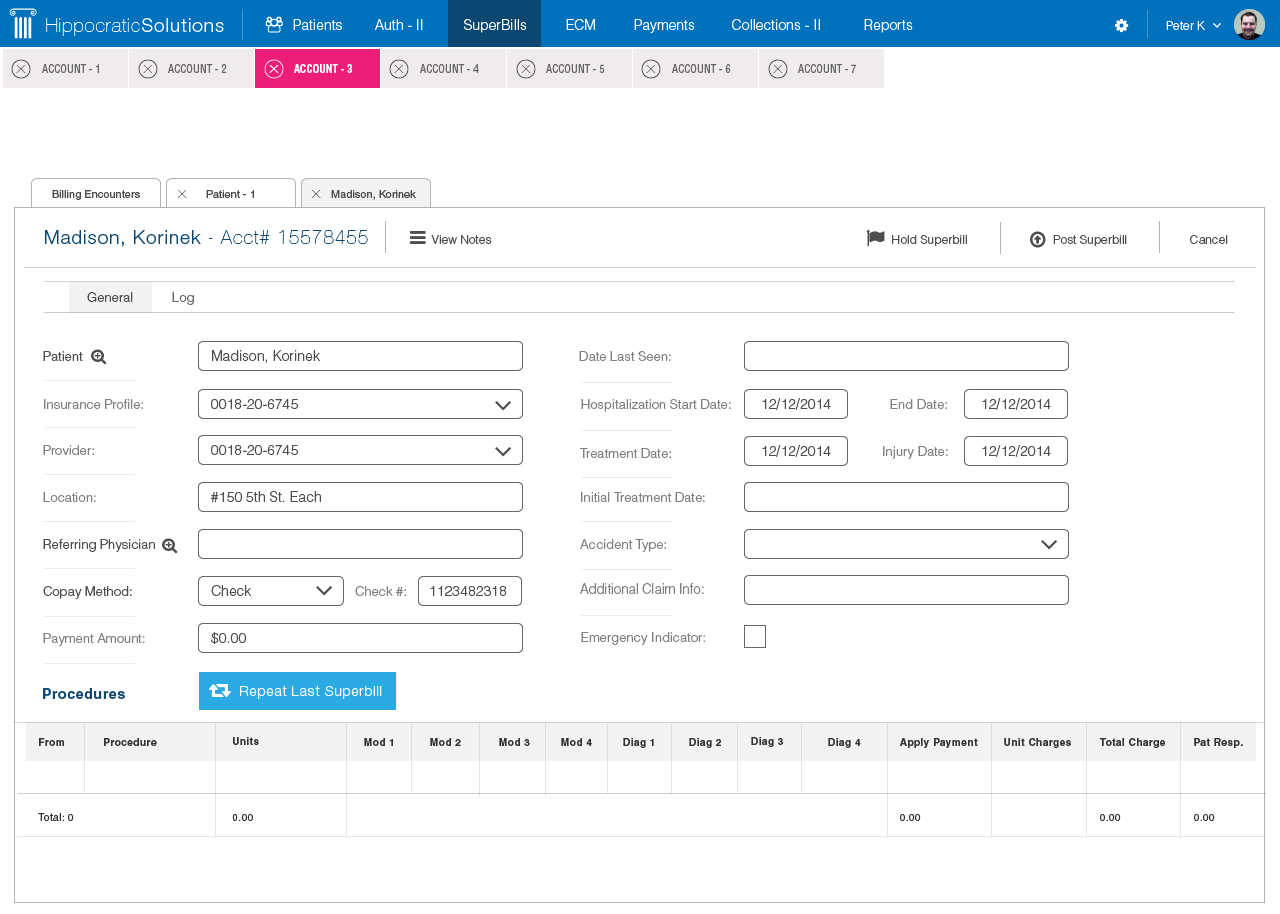 HippocraticSolutions Patients Auth - II SuperBills ECM Payments Collections - II Reports Peter K
ACCOUNT - 1 ACCOUNT - 2 ACCOUNT - 3 ACCOUNT - 4 ACCOUNT - 5 ACCOUNT - 6 ACCOUNT - 7
Billing Encounters Patient - 1 Madison, Korinek
Madison, Korinek - Acct# 15578455 View Notes Hold Superbill Post Superbill Cancel
General Log
Patient Madison, Korinek Date Last Seen:
Insurance Profile: 0018-20-6745 Hospitalization Start Date: 12/12/2014 End Date: 12/12/2014
Provider: 0018-20-6745 Treatment Date: 12/12/2014 Injury Date: 12/12/2014
Location: #150 5th St. Each Initial Treatment Date:
Referring Physician Accident Type:
Copay Method: Check Check #: 1123482318 Additional Claim Info:
Payment Amount: $0.00 Emergency Indicator:
Procedures Repeat Last Superbill
From Procedure Units Mod 1 Mod 2 Mod 3 Mod 4 Diag 1 Diag 2 Diag 3 Diag 4 Apply Payment Unit Charges Total Charge Pat Resp.
Total: 0 0.00 0.00 0.00 0.00